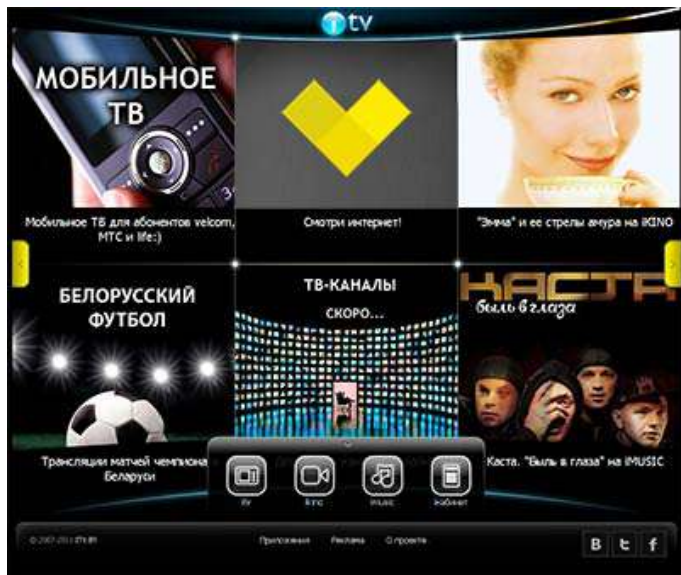 tv
МОБИЛЬНОЕ
ТВ
Мобильное ТВ для абонентов velcom,
МТС и life:)
Смотри интернет!
"Эмма" и ее стрелы амура на iKINO
БЕЛОРУССКИЙ
ФУТБОЛ
ТВ-КАНАЛЫ
СКОРО...
КАСТА
быль в глаза
Трансляции матчей чемпиона
Беларуси
Каста. "Быль в глаза" на iMUSIC
кабинет
Приложения Реклама О проекте
B t f